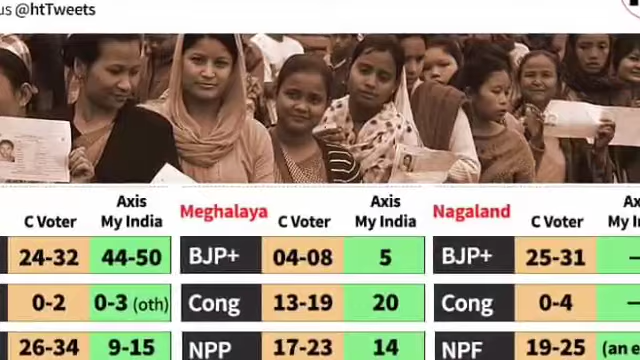 us @htTweets
C Voter Axis My India Meghalaya C Voter Axis My India Nagaland C Voter
24-32 44-50 BJP+ 04-08 5 BJP+ 25-31 –
0-2 0-3 (oth) Cong 13-19 20 Cong 0-4 –
26-34 9-15 NPP 17-23 14 NPF 19-25 (an e